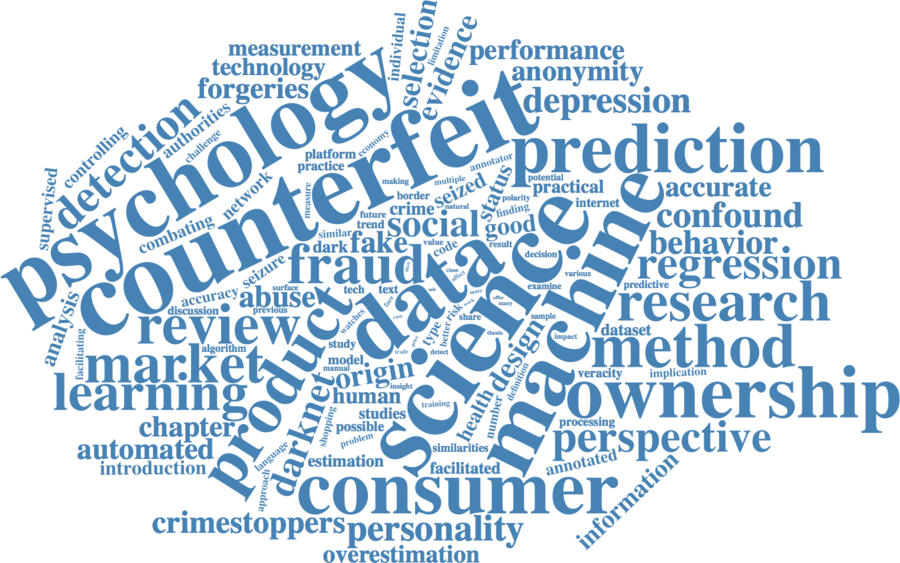 measurement
individual
selection
limitation
evidence
performance
technology
anonymity
forgeries
depression
psychology
counterfeit
detection
authorities
challenge
controlling
supervised
combating
network
platform
practice
economy
annotator
prediction
measure
making
multiple
potential
practical
accurate
border
seized
polarity
status
internet
crime
natural
finding
confound
future
trend
social
good
similar
dark
fake
value
code
result
behavior
fraud
data
science
machine
decision
regression
accuracy
seizure
surface
tech
text
close
effect
examine
various
predictive
analysis
discussion
previous
abuse
more
offer
many
research
review
product
watches
face
case
work
better
risk
share
sample
type
thesis
dataset
facilitating
algorithm
study
trade
detect
design
impact
method
market
model
manual
origin
insight
veracity
implication
learning
human
health
definition
ownership
darknet
shopping
studies
training
number
chapter
possible
processing
automated
problem
similarities
perspective
introduction
language
approach
estimation
facilitated
annotated
consumer
information
crimestoppers
personality
overestimation